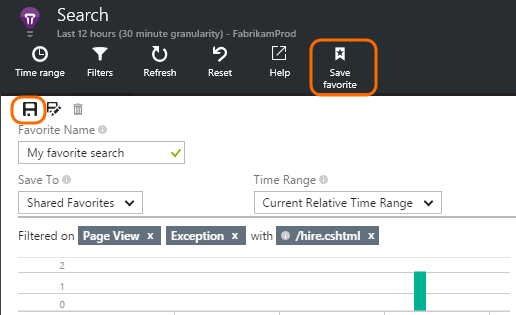 Search
Last 12 hours (30 minute granularity) - FabrikamProd
Time range Filters Refresh Reset Help Save favorite
Favorite Name
My favorite search
Save To Time Range
Shared Favorites Current Relative Time Range
Filtered on Page View x Exception x with /hire.cshtml x
2
1
0